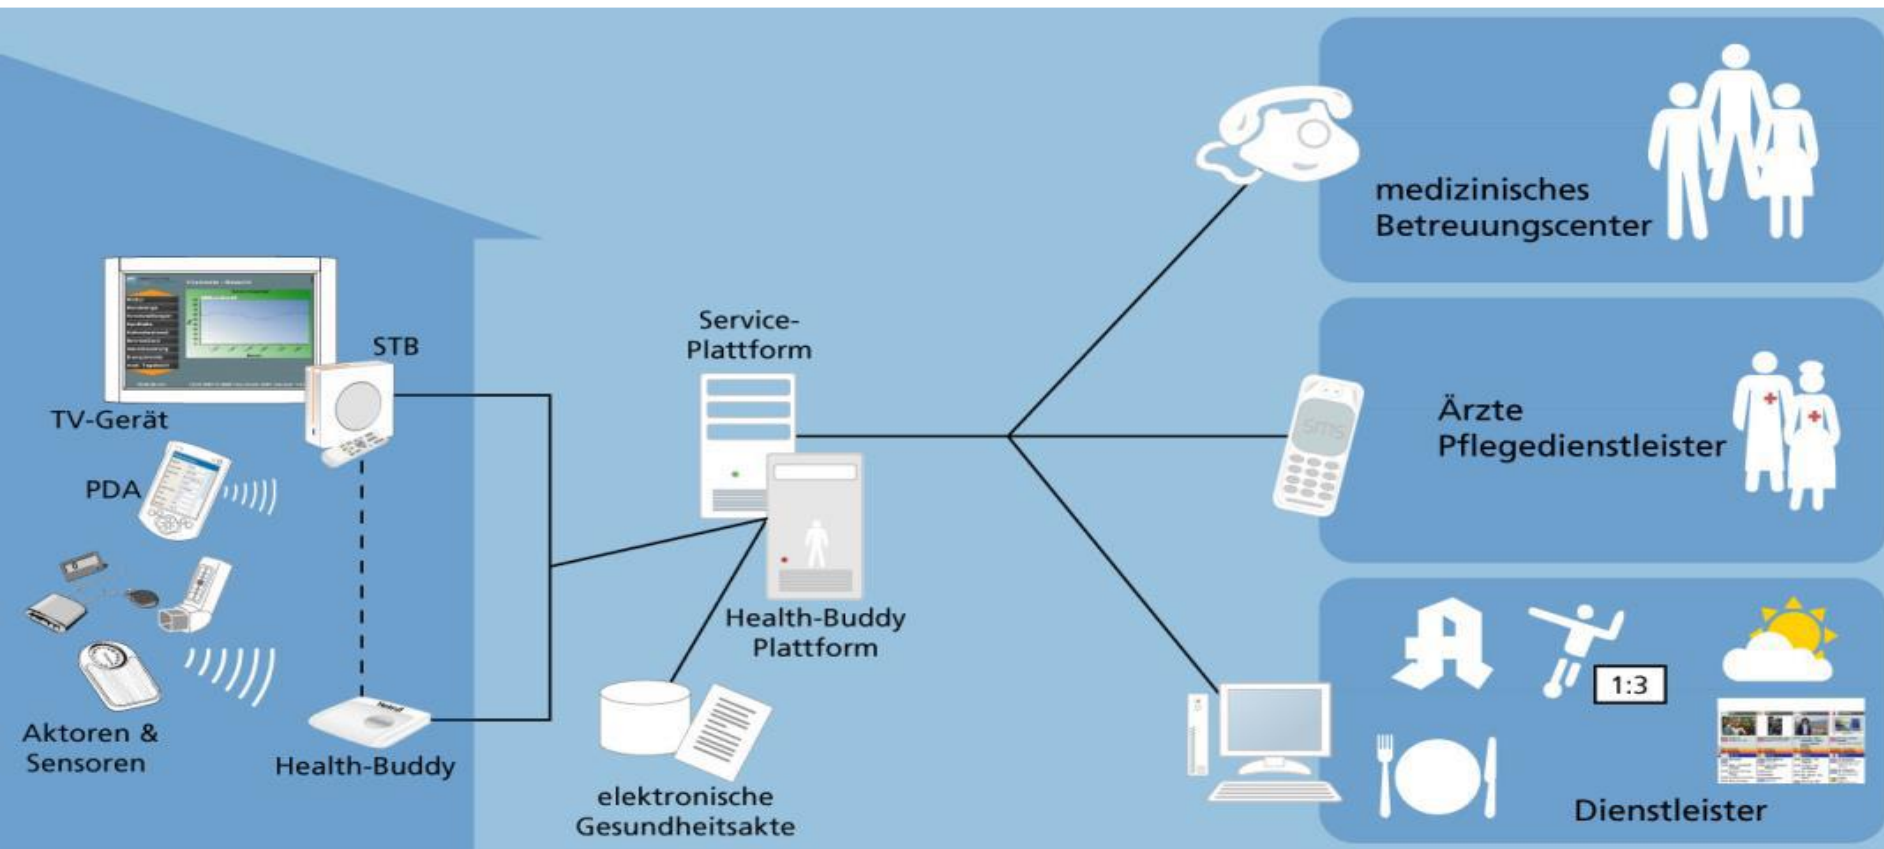 medizinisches
Betreuungscenter
STB
Service-
Plattform
TV-Gerät
sms
Ärzte
Pflegedienstleister
PDA
Health-Buddy
Plattform
1:3
Aktoren &
Sensoren
Health-Buddy
elektronische
Gesundheitsakte
Dienstleister